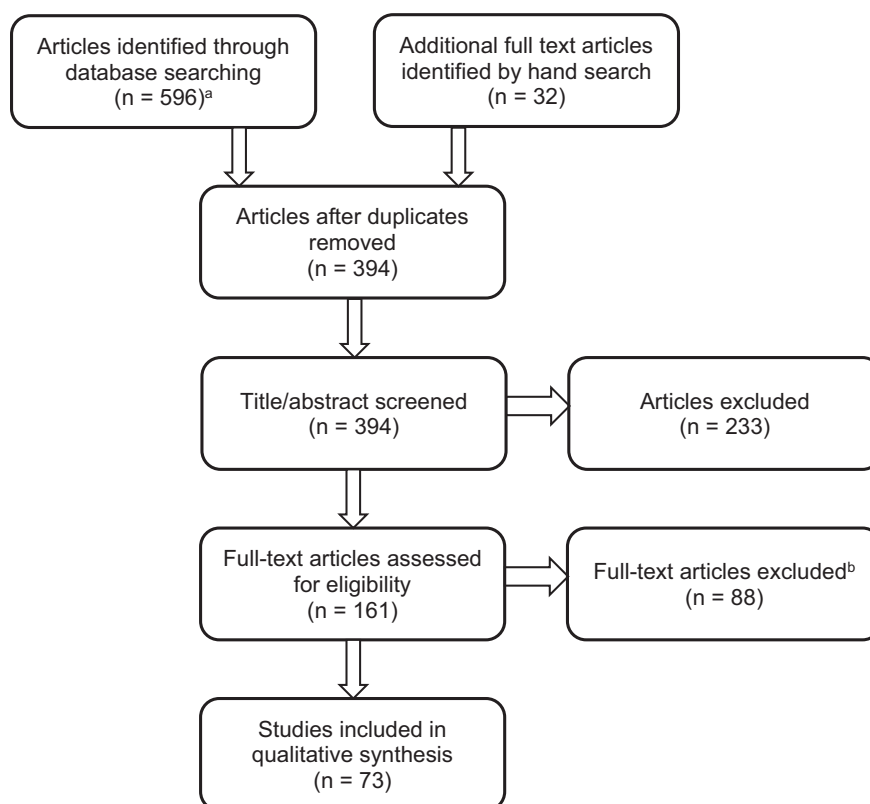 Articles identified through
database searching
(n = 596)ᵃ
Additional full text articles
identified by hand search
(n = 32)
Articles after duplicates
removed
(n = 394)
Title/abstract screened
(n = 394)
Articles excluded
(n = 233)
Full-text articles assessed
for eligibility
(n = 161)
Full-text articles excludedᵇ
(n = 88)
Studies included in
qualitative synthesis
(n = 73)